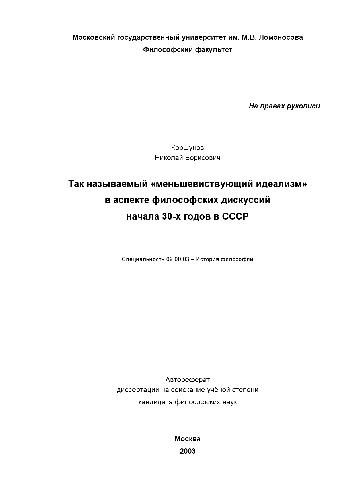 Московский государственный университет им. М.В. Ломоносова
Философский факультет
На правах рукописи
Коршунов
Николай Борисович
Так называемый «меньшевиствующий идеализм»
в аспекте философских дискуссий
начала 30-х годов в СССР
Специальность 09.00.03 – История философии
Автореферат
диссертации на соискание учёной степени
кандидата философских наук
Москва
2003